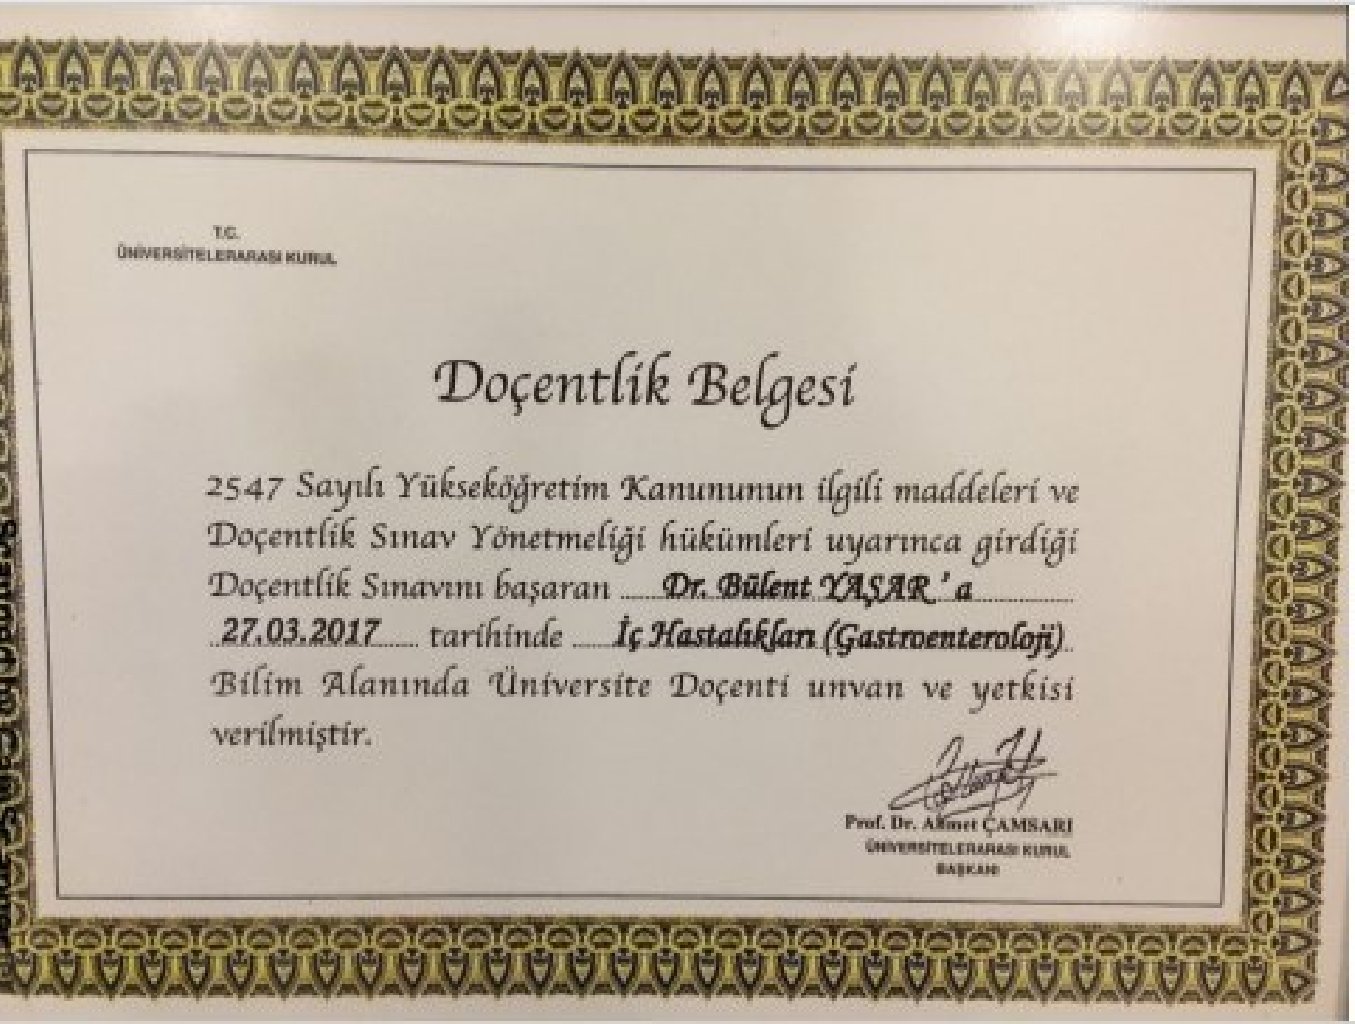 T.C.
ÜNİVERSİTELERARASI KURUL
Doçentlik Belgesi
2547 Sayılı Yükseköğretim Kanununun ilgili maddeleri ve
Doçentlik Sınav Yönetmeliği hükümleri uyarınca girdiği
Doçentlik Sınavını başaran Dr. Bülent YAŞAR'a
27.03.2017 tarihinde İç Hastalıkları (Gastroenteroloji)
Bilim Alanında Üniversite Doçenti unvan ve yetkisi
verilmiştir.
Prof. Dr. Ahmet ÇAMSARI
ÜNİVERSİTELERARASI KURUL
BAŞKANI